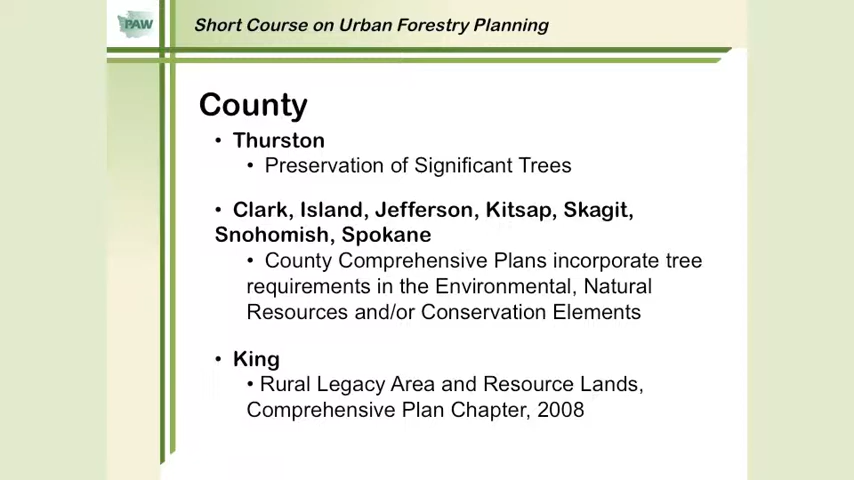 PAW
Short Course on Urban Forestry Planning
County
• Thurston
• Preservation of Significant Trees
• Clark, Island, Jefferson, Kitsap, Skagit,
Snohomish, Spokane
• County Comprehensive Plans incorporate tree
requirements in the Environmental, Natural
Resources and/or Conservation Elements
• King
• Rural Legacy Area and Resource Lands,
Comprehensive Plan Chapter, 2008